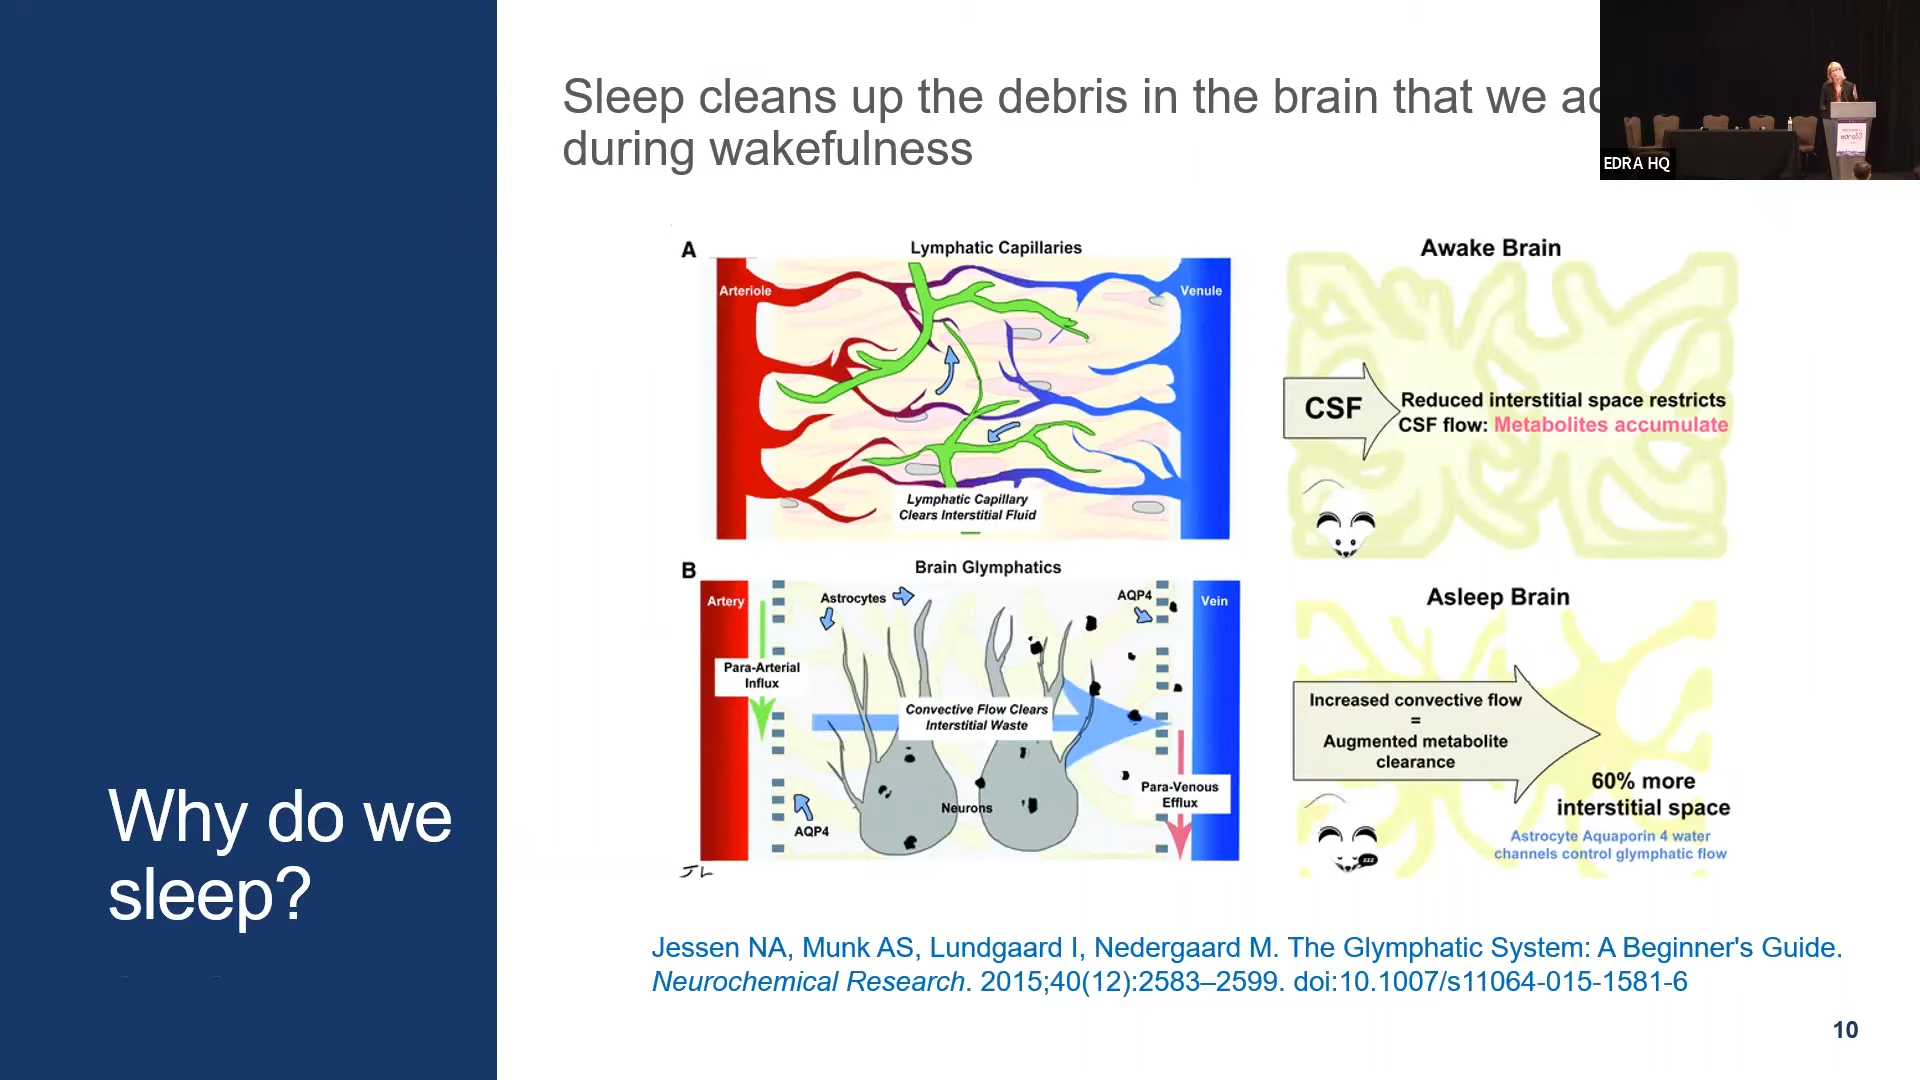 Sleep cleans up the debris in the brain that we
during wakefulness
EDRA HQ
Why do we
sleep?
A
Lymphatic Capillaries
Arteriole
Venule
Lymphatic Capillary
Clears Interstitial Fluid
B
Brain Glymphatics
Artery
Astrocytes
AQP4
Vein
Para-Arterial
Influx
Convective Flow Clears
Interstitial Waste
Para-Venous
Efflux
Neurons
AQP4
JL
Awake Brain
CSF
Reduced interstitial space restricts
CSF flow: Metabolites accumulate
Asleep Brain
Increased convective flow
=
Augmented metabolite
clearance
60% more
interstitial space
Astrocyte Aquaporin 4 water
channels control glymphatic flow
zzz
Jessen NA, Munk AS, Lundgaard I, Nedergaard M. The Glymphatic System: A Beginner's Guide.
Neurochemical Research. 2015;40(12):2583–2599. doi:10.1007/s11064-015-1581-6
10